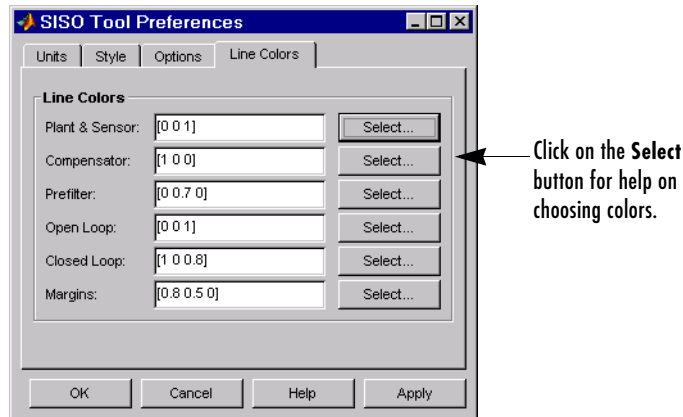 SISO Tool Preferences
Units Style Options Line Colors
Line Colors
Plant & Sensor: [0 0 1] Select...
Compensator: [1 0 0] Select...
Prefilter: [0 0.7 0] Select...
Open Loop: [0 0 1] Select...
Closed Loop: [1 0 0.8] Select...
Margins: [0.8 0.5 0] Select...
OK Cancel Help Apply
Click on the Select
button for help on
choosing colors.